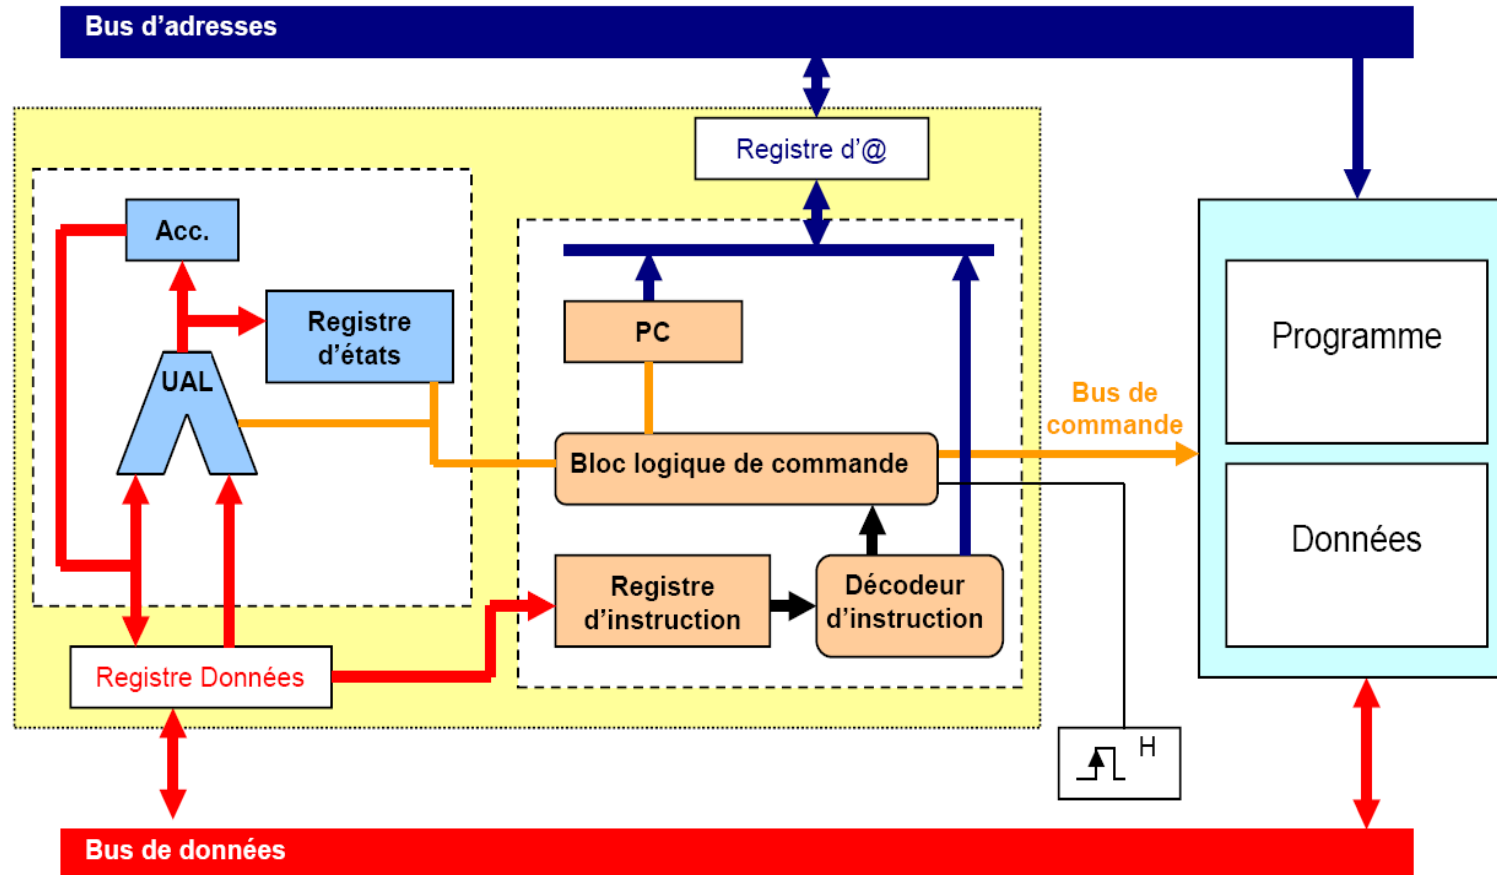 Bus d'adresses
Registre d'@
Acc.
Registre
d'états
UAL
PC
Bus de
commande
Programme
Bloc logique de commande
Données
Registre
d'instruction
Décodeur
d'instruction
Registre Données
H
Bus de données